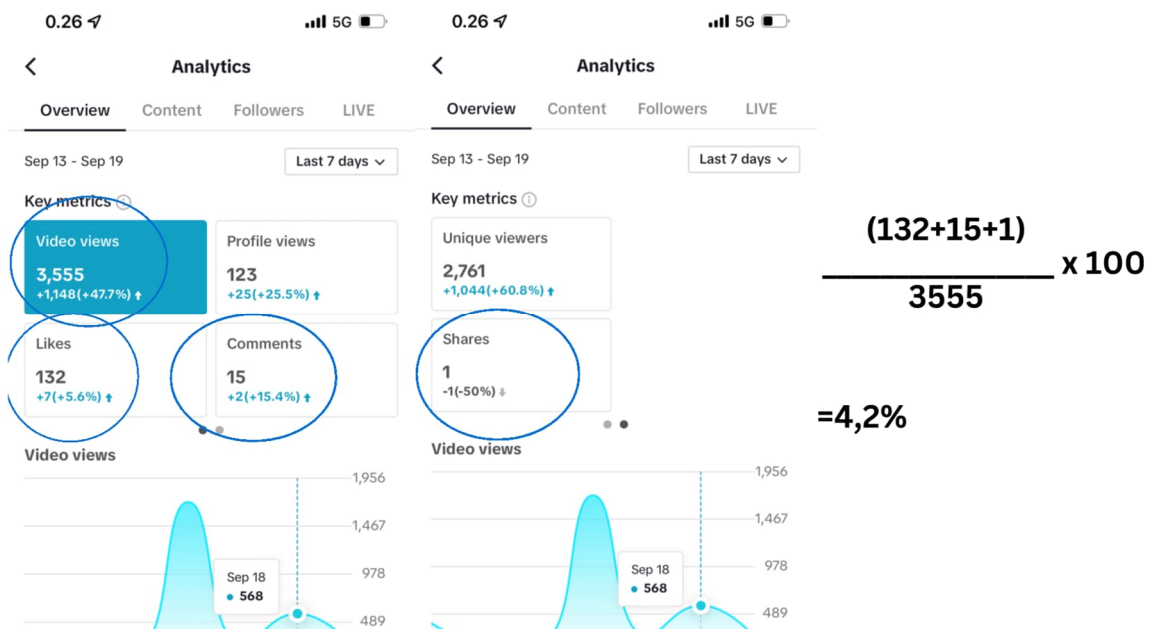 0.26
5G
Analytics
Overview Content Followers LIVE
Sep 13 - Sep 19
Last 7 days
Key metrics
Video views
3,555
+1,148(+47.7%)
Profile views
123
+25(+25.5%)
Likes
132
+7(+5.6%)
Comments
15
+2(+15.4%)
Video views
1,956
1,467
978
489
Sep 18
568
0.26
5G
Analytics
Overview Content Followers LIVE
Sep 13 - Sep 19
Last 7 days
Key metrics
Unique viewers
2,761
+1,044(+60.8%)
Shares
1
-1(-50%)
Video views
1,956
1,467
978
489
Sep 18
568
(132+15+1)
x 100
3555
=4,2%